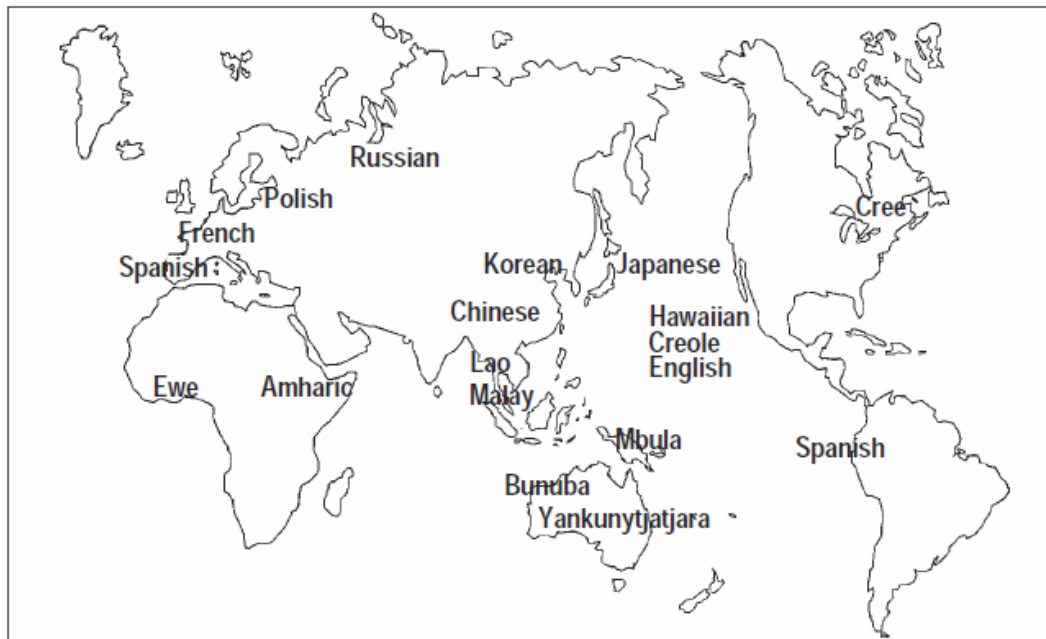 Russian
Polish
Cree
French
Spanish
Korean
Japanese
Chinese
Hawaiian
Creole
English
Lao
Ewe
Amharic
Malay
Mbula
Spanish
Bunuba
Yankunytjatjara